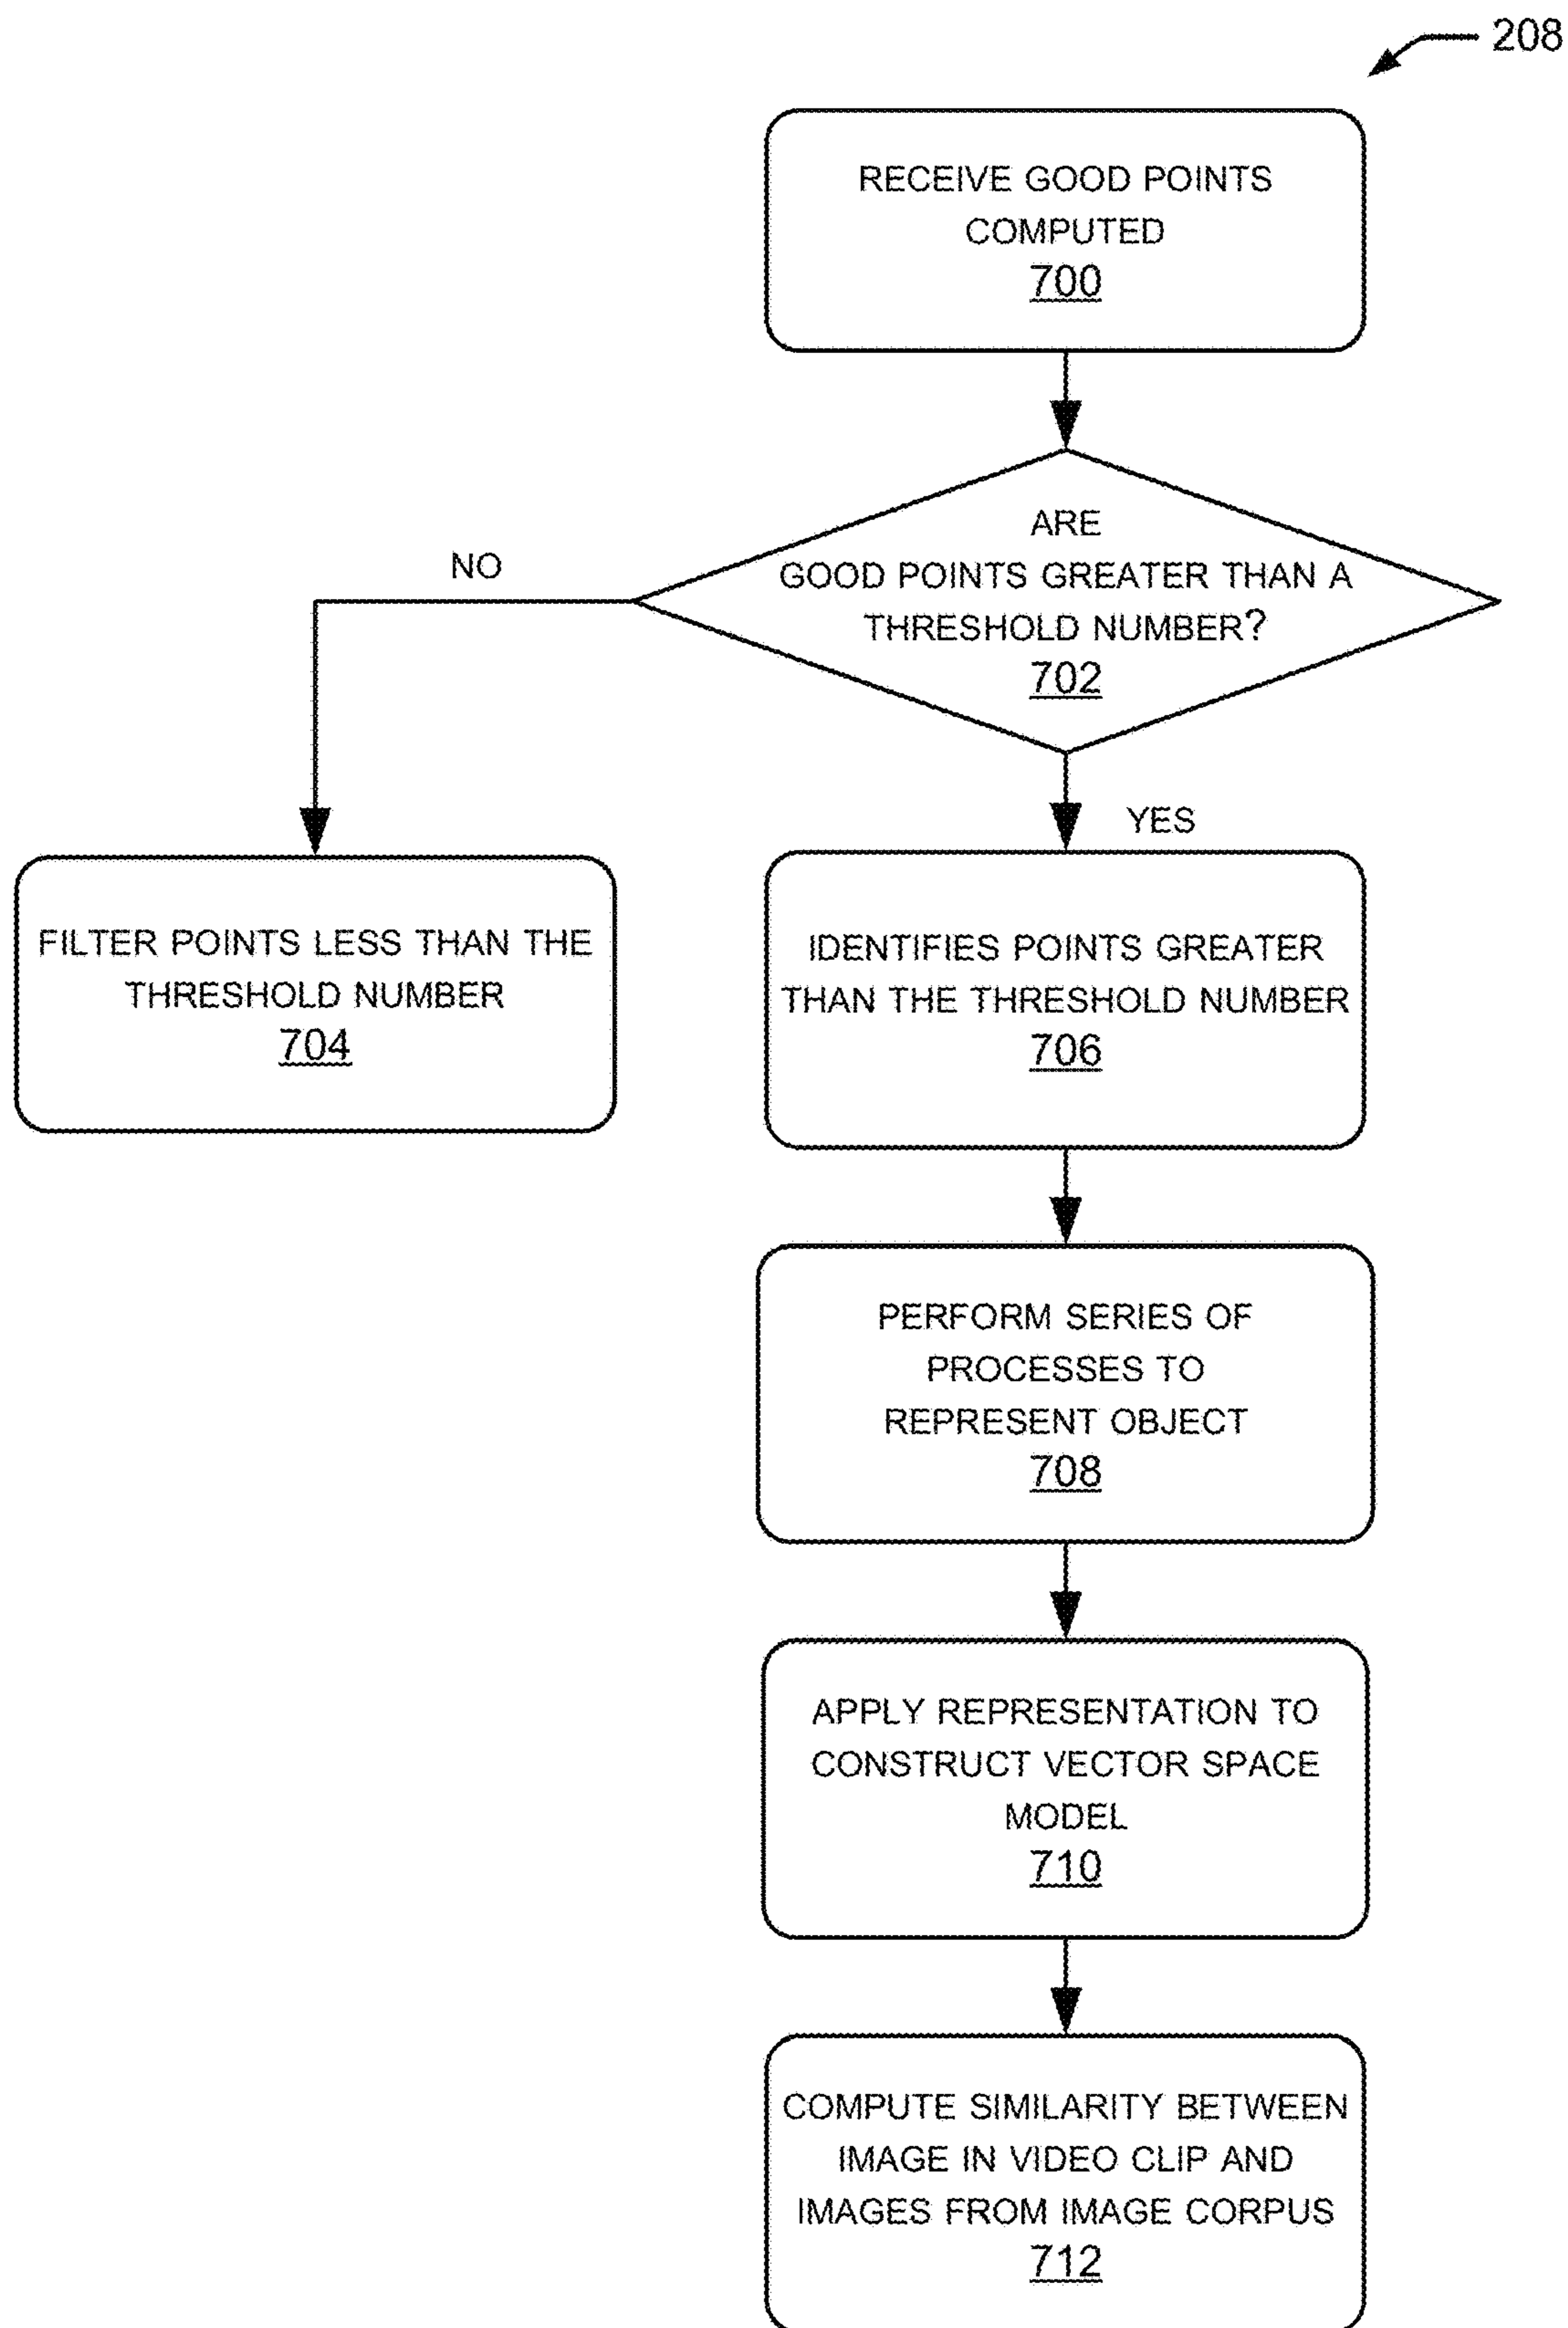 208
RECEIVE GOOD POINTS
COMPUTED
700
ARE
GOOD POINTS GREATER THAN A
THRESHOLD NUMBER?
702
NO
YES
FILTER POINTS LESS THAN THE
THRESHOLD NUMBER
704
IDENTIFIES POINTS GREATER
THAN THE THRESHOLD NUMBER
706
PERFORM SERIES OF
PROCESSES TO
REPRESENT OBJECT
708
APPLY REPRESENTATION TO
CONSTRUCT VECTOR SPACE
MODEL
710
COMPUTE SIMILARITY BETWEEN
IMAGE IN VIDEO CLIP AND
IMAGES FROM IMAGE CORPUS
712